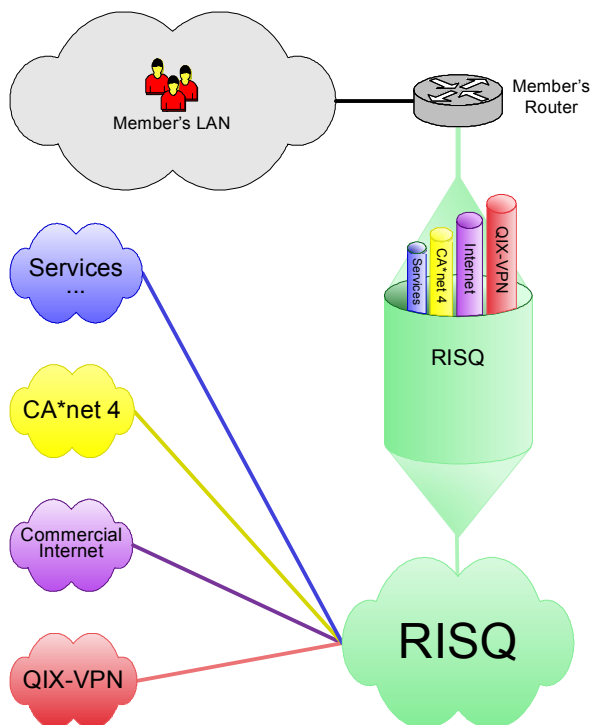 Member's LAN
Member's
Router
Services
CA*net 4
Internet
QIX-VPN
RISQ
Services
...
CA*net 4
Commercial
Internet
QIX-VPN
RISQ